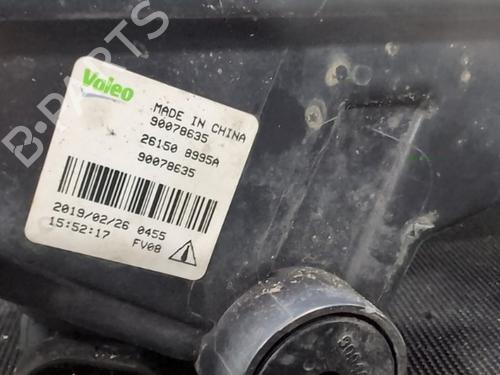 B-PARTS
Valeo
MADE IN CHINA
90078635
26150 8995A
90078635
2019/02/26 0455
15:52:17 FV08